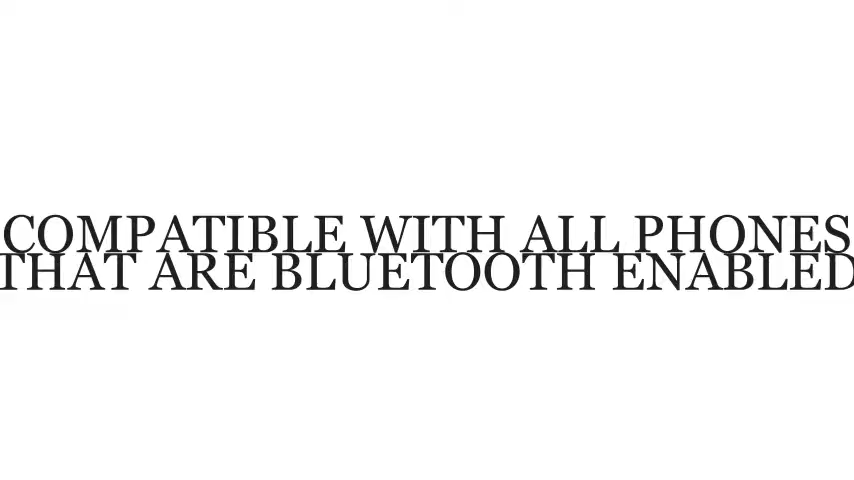 COMPATIBLE WITH ALL PHONES
THAT ARE BLUETOOTH ENABLED